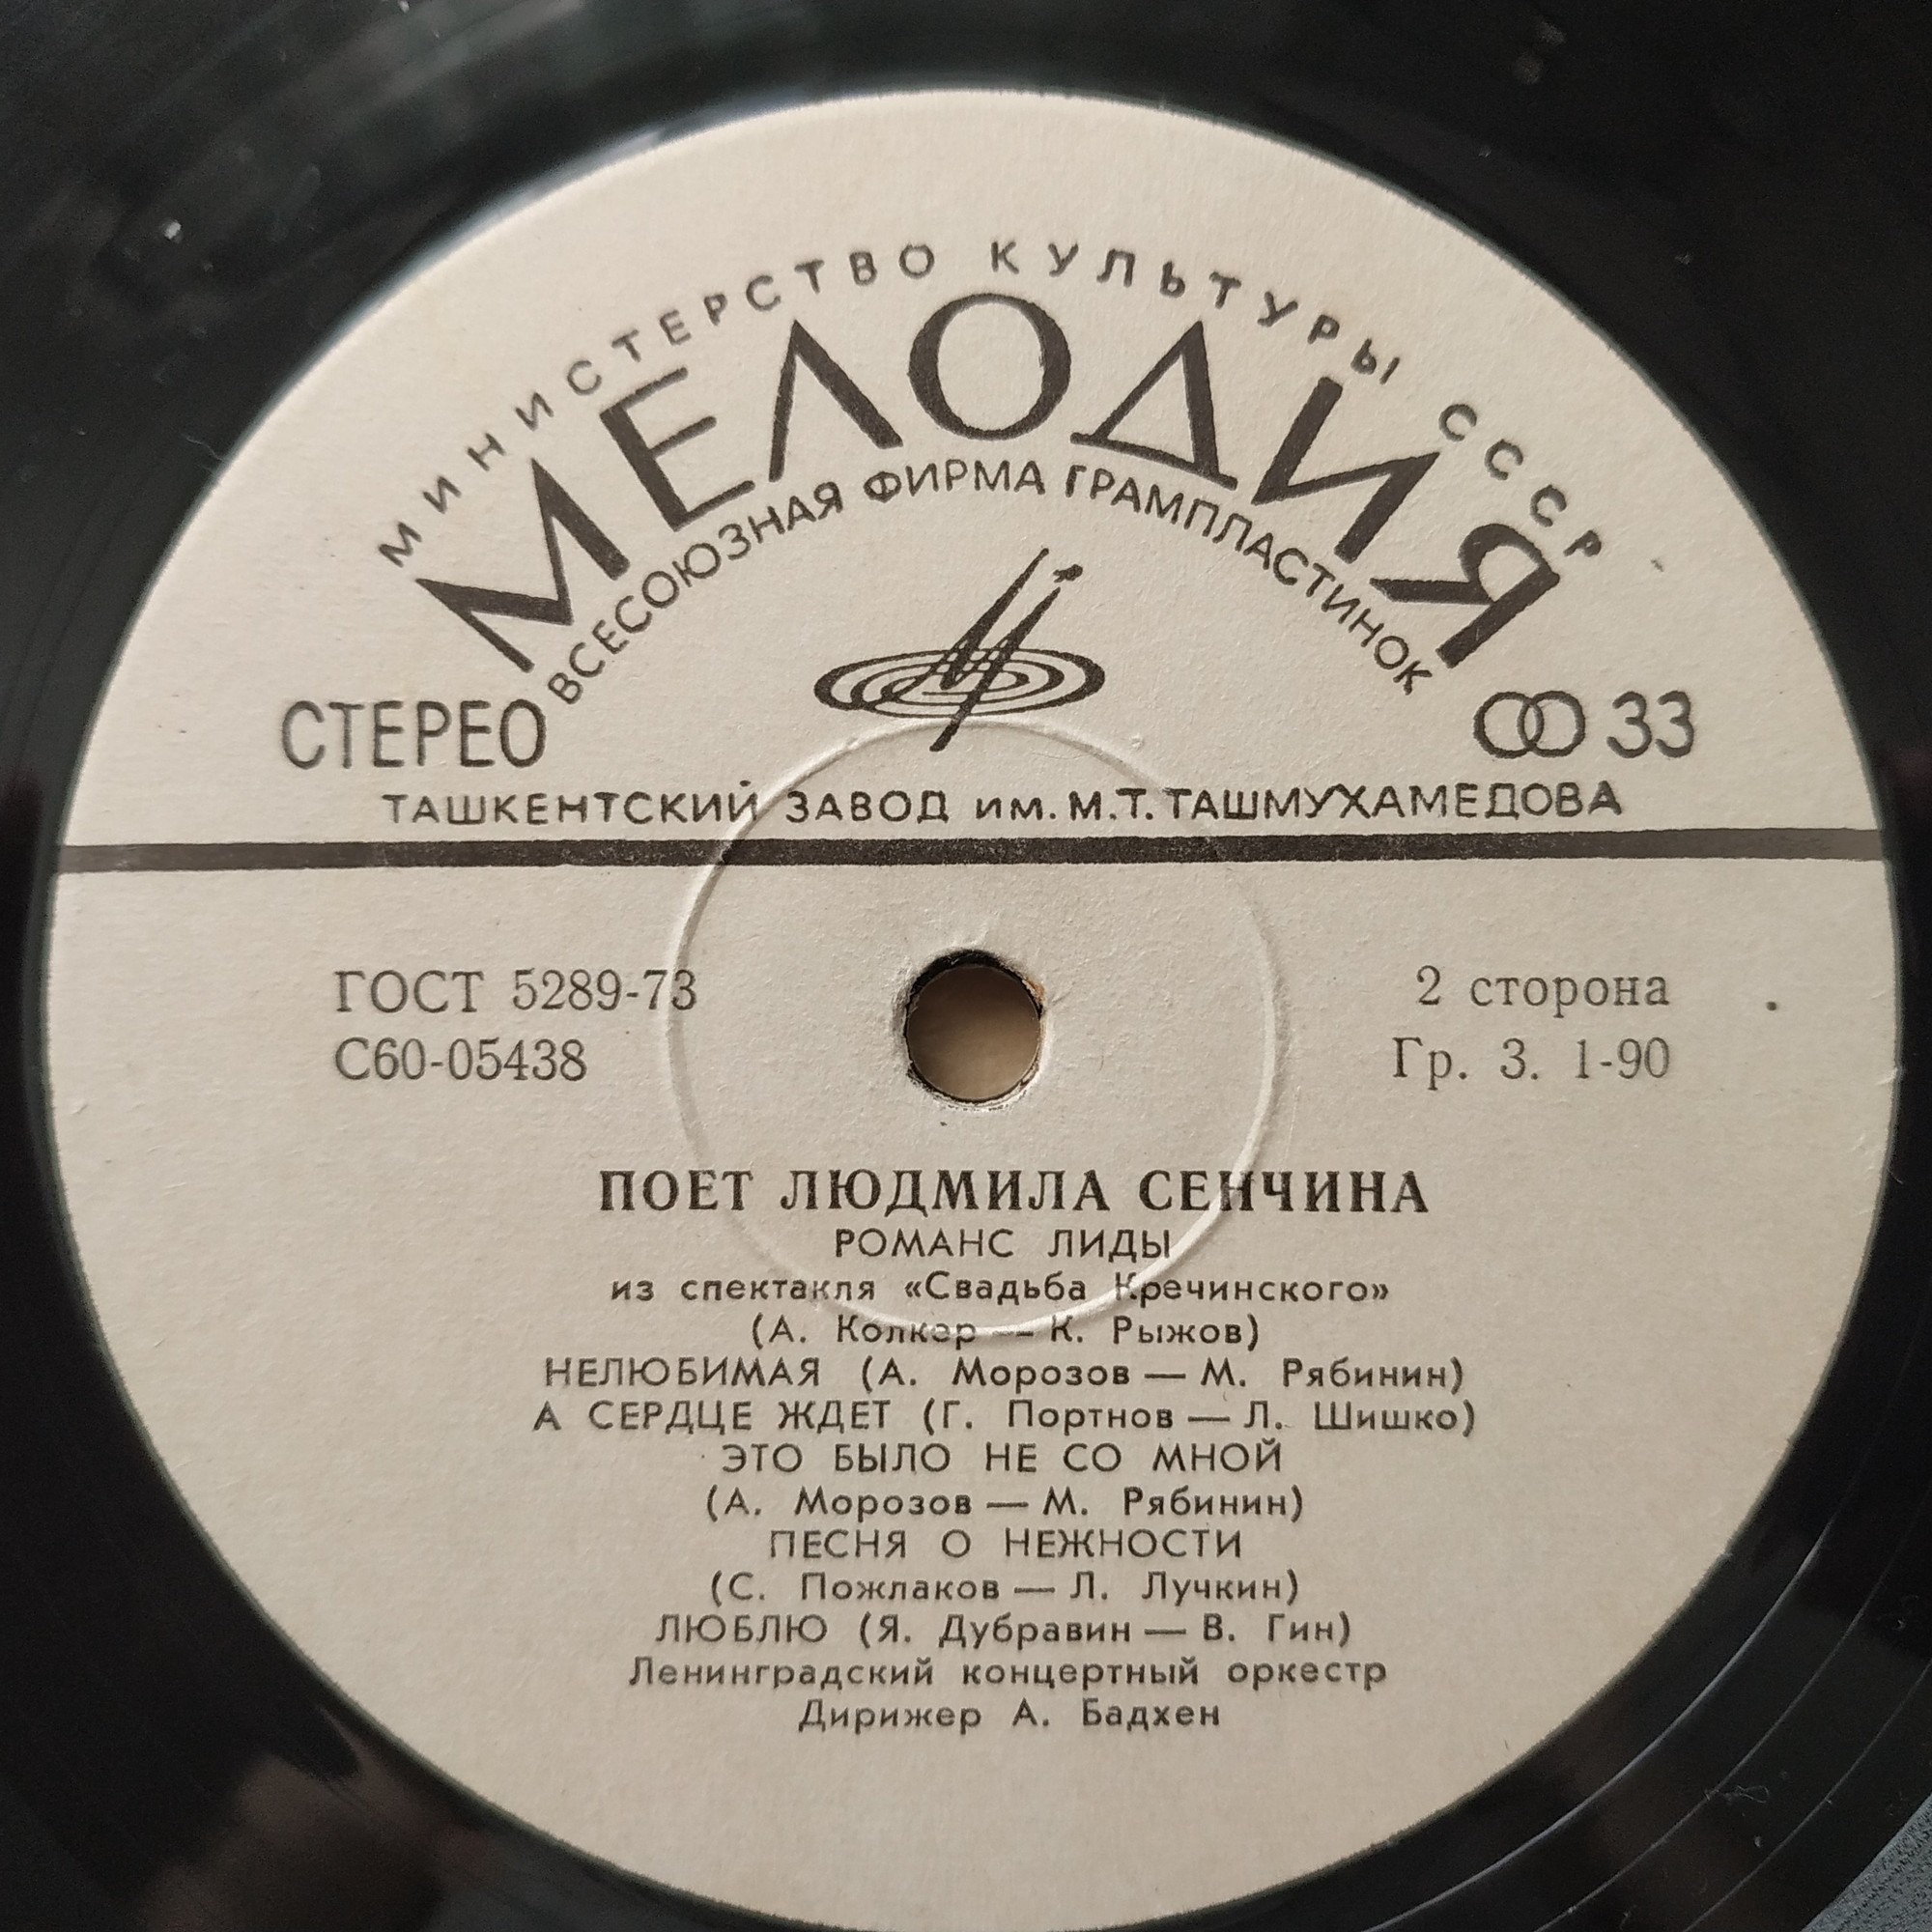 МИНИСТЕРСТВО КУЛЬТУРЫ СССР
МЕЛОДИЯ
ВСЕСОЮЗНАЯ ФИРМА ГРАМПЛАСТИНОК
СТЕРЕО
33
ТАШКЕНТСКИЙ ЗАВОД им. М.Т. ТАШМУХАМЕДОВА
ГОСТ 5289-73
2 сторона
С60-05438
Гр. 3. 1-90
ПОЕТ ЛЮДМИЛА СЕНЧИНА
РОМАНС ЛИДЫ
из спектакля «Свадьба Кречинского»
(А. Колкер — К. Рыжов)
НЕЛЮБИМАЯ (А. Морозов — М. Рябинин)
А СЕРДЦЕ ЖДЕТ (Г. Портнов — Л. Шишко)
ЭТО БЫЛО НЕ СО МНОЙ
(А. Морозов — М. Рябинин)
ПЕСНЯ О НЕЖНОСТИ
(С. Пожлаков — Л. Лучкин)
ЛЮБЛЮ (Я. Дубравин — В. Гин)
Ленинградский концертный оркестр
Дирижер А. Бадхен